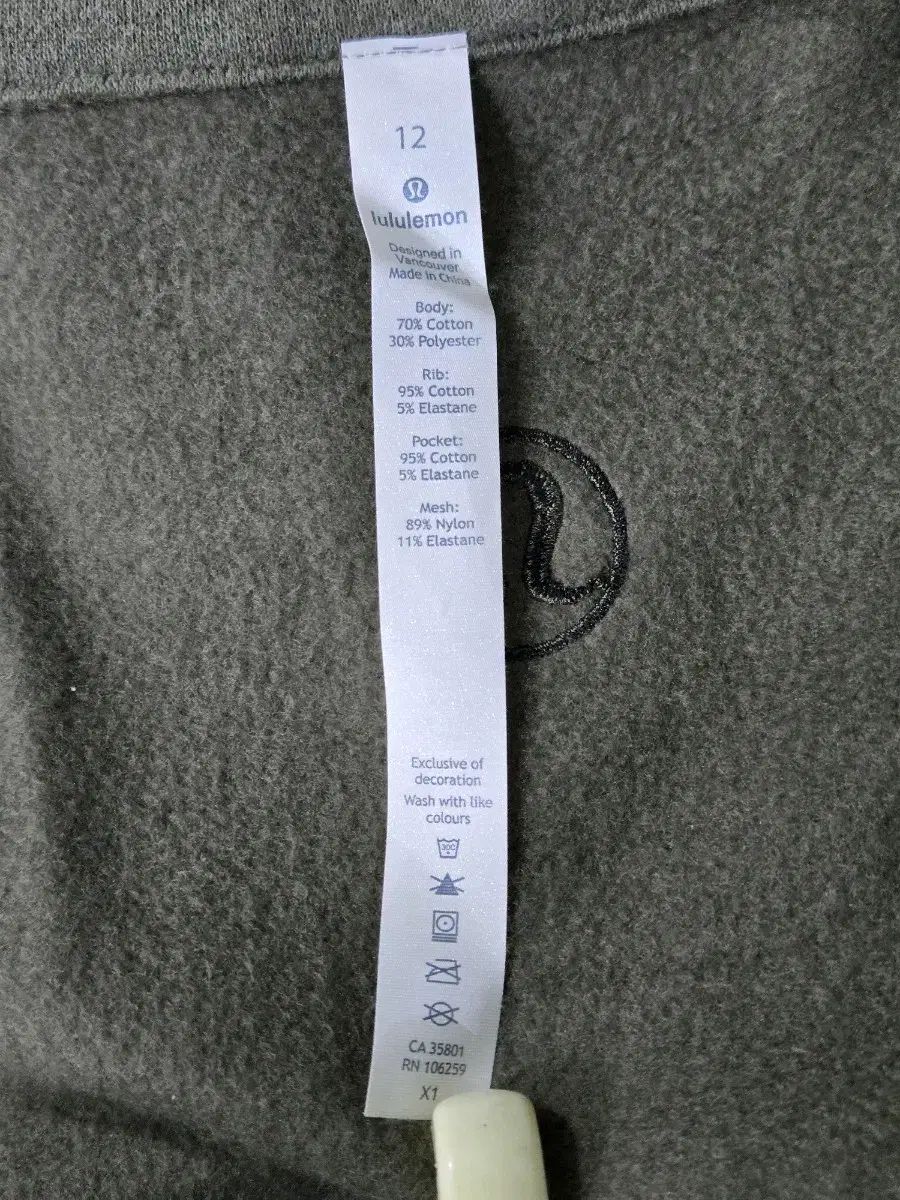 12
lululemon
Designed in
Vancouver
Made in China
Body:
70% Cotton
30% Polyester
Rib:
95% Cotton
5% Elastane
Pocket:
95% Cotton
5% Elastane
Mesh:
89% Nylon
11% Elastane
Exclusive of
decoration
Wash with like
colours
30C
CA 35801
RN 106259
X1